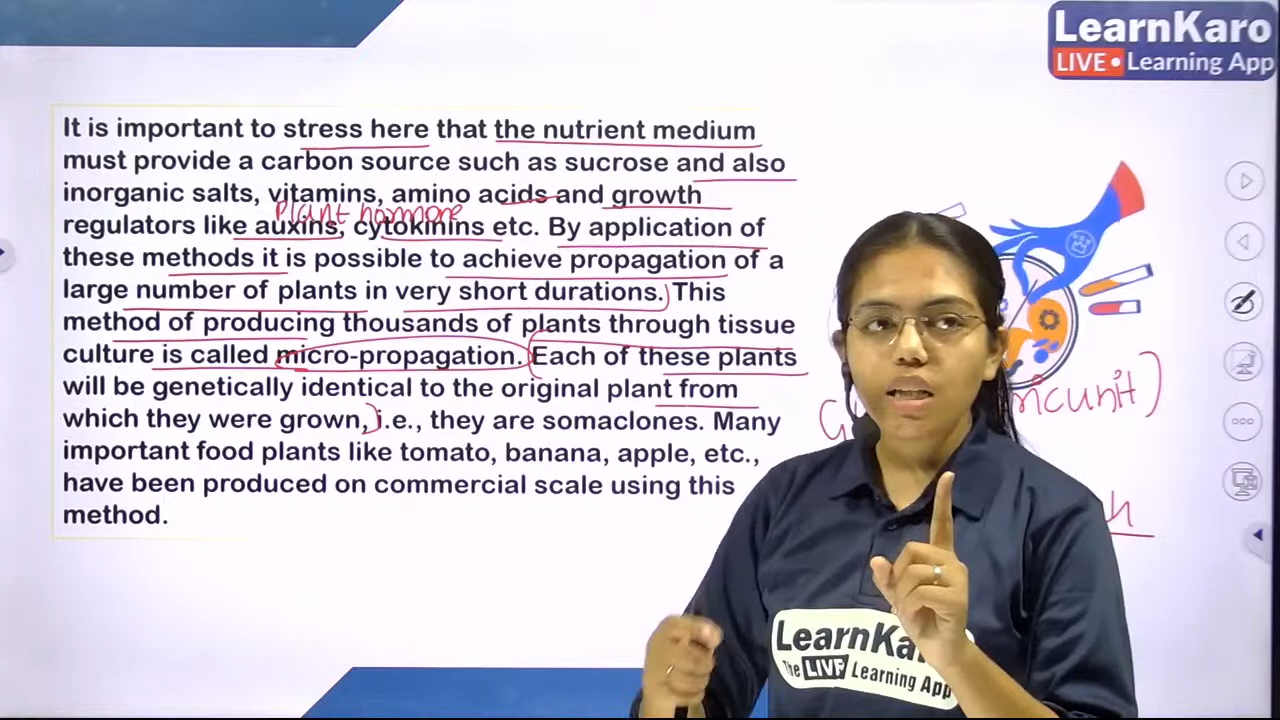 LearnKaro
LIVE • Learning App
It is important to stress here that the nutrient medium
must provide a carbon source such as sucrose and also
inorganic salts, vitamins, amino acids and growth
Plant hormone
regulators like auxins, cytokinins etc. By application of
these methods it is possible to achieve propagation of a
large number of plants in very short durations. This
method of producing thousands of plants through tissue
culture is called micro-propagation. Each of these plants
will be genetically identical to the original plant from
which they were grown, i.e., they are somaclones. Many
important food plants like tomato, banana, apple, etc.,
have been produced on commercial scale using this
method.
LearnKa
The LIVE Learning App